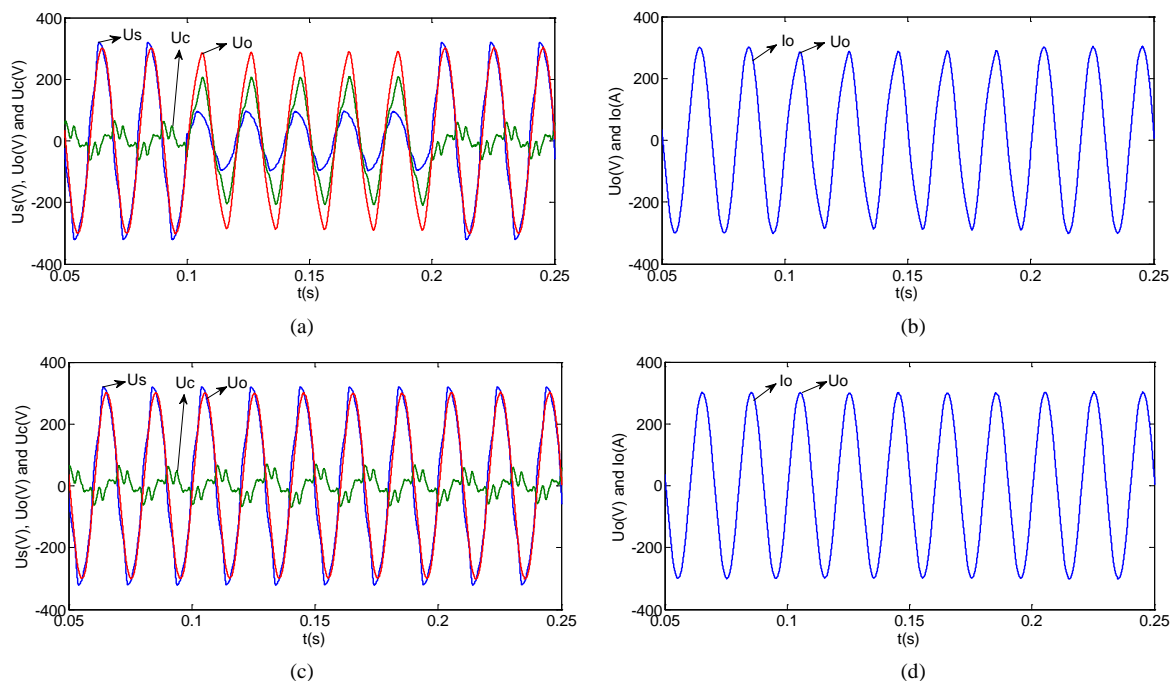 400
200
0
-200
-400
Us(V), Uo(V) and Uc(V)
Us
Uc
Uo
0.05
0.1
0.15
0.2
0.25
t(s)
(a)
400
200
0
-200
-400
Uo(V) and Io(A)
Io
Uo
0.05
0.1
0.15
0.2
0.25
t(s)
(b)
400
200
0
-200
-400
Us(V), Uo(V) and Uc(V)
Us
Uc
Uo
0.05
0.1
0.15
0.2
0.25
t(s)
(c)
400
200
0
-200
-400
Uo(V) and Io(A)
Io
Uo
0.05
0.1
0.15
0.2
0.25
t(s)
(d)